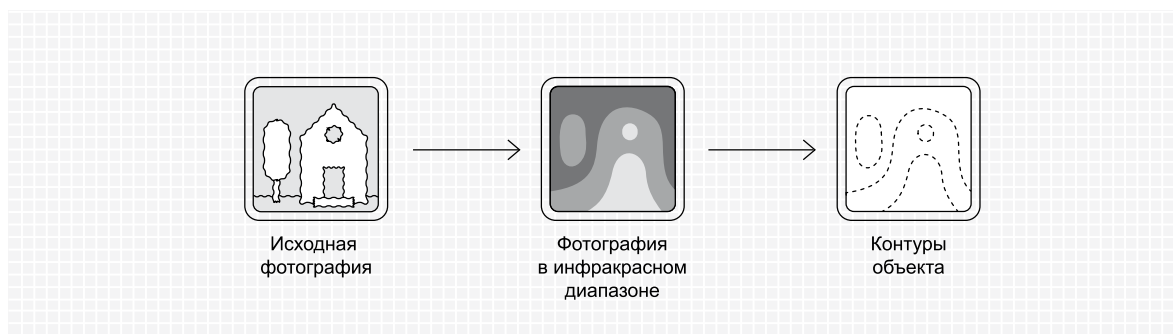 Исходная
фотография
Фотография
в инфракрасном
диапазоне
Контуры
объекта